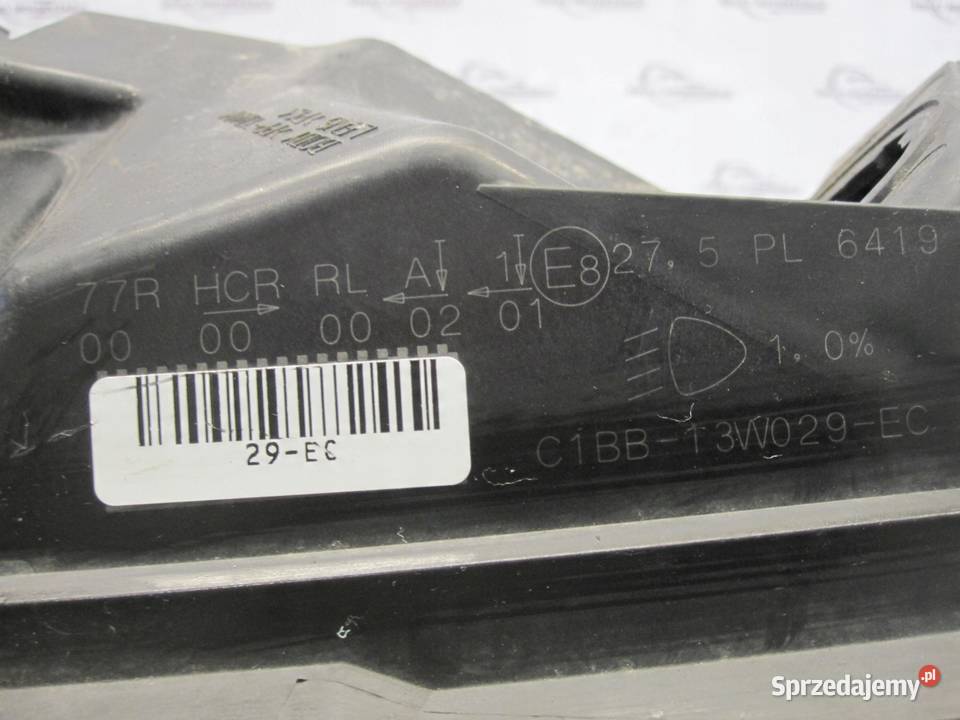 77R HCR RL A 1 E8 27,5 PL 6419
00 00 00 02 01
1,0%
29-EC
C1BB-13W029-EC
Sprzedajemy.pl